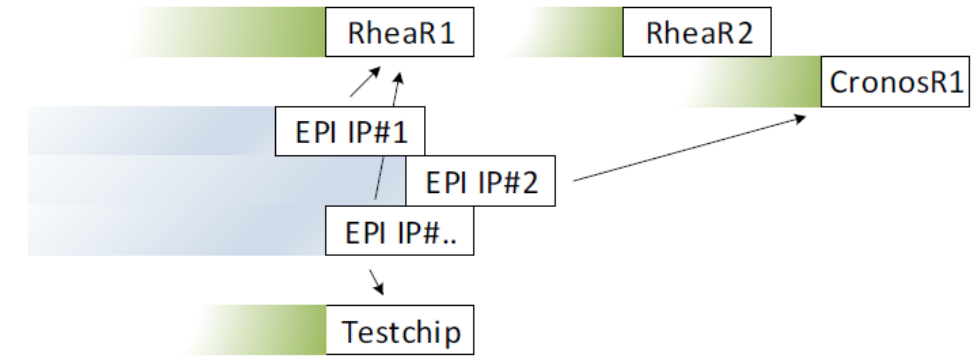 RheaR1
RheaR2
CronosR1
EPI IP#1
EPI IP#2
EPI IP#..
Testchip